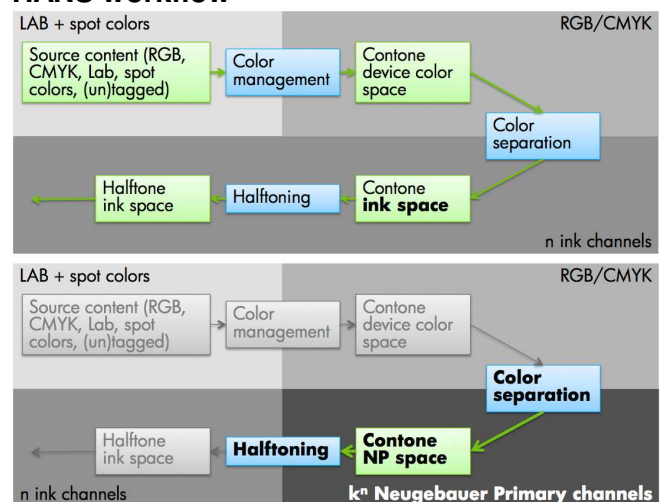 HANS workflow
LAB + spot colors
RGB/CMYK
Source content (RGB,
CMYK, Lab, spot
colors, (un)tagged)
Color
management
Contone
device color
space
Color
separation
Halftone
ink space
Halftoning
Contone
ink space
n ink channels
LAB + spot colors
RGB/CMYK
Source content (RGB,
CMYK, Lab, spot
colors, (un)tagged)
Color
management
Contone
device color
space
Color
separation
Halftone
ink space
Halftoning
Contone
NP space
n ink channels
kⁿ Neugebauer Primary channels